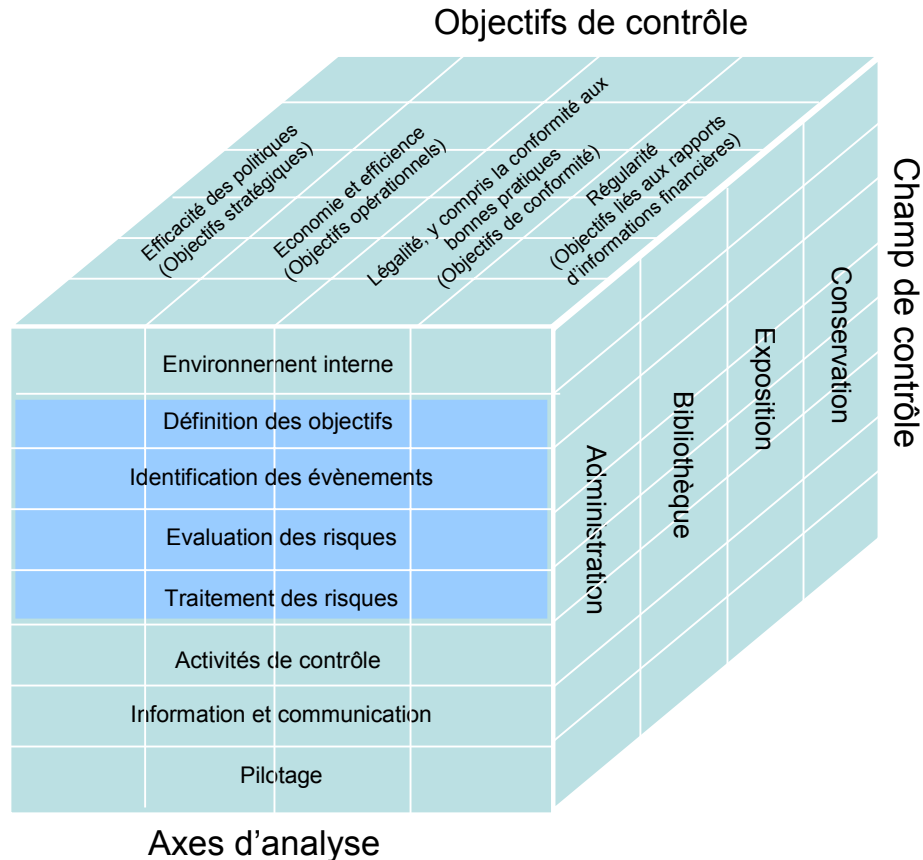 Objectifs de contrôle
Efficacité des politiques
(Objectifs stratégiques)
Economie et efficience
(Objectifs opérationnels)
Légalité, y compris la conformité aux
bonnes pratiques
(Objectifs de conformité)
Régularité
(Objectifs liés aux rapports
d'informations financières)
Champ de contrôle
Conservation
Exposition
Bibliothèque
Administration
Environnement interne
Définition des objectifs
Identification des évènements
Evaluation des risques
Traitement des risques
Activités de contrôle
Information et communication
Pilotage
Axes d'analyse